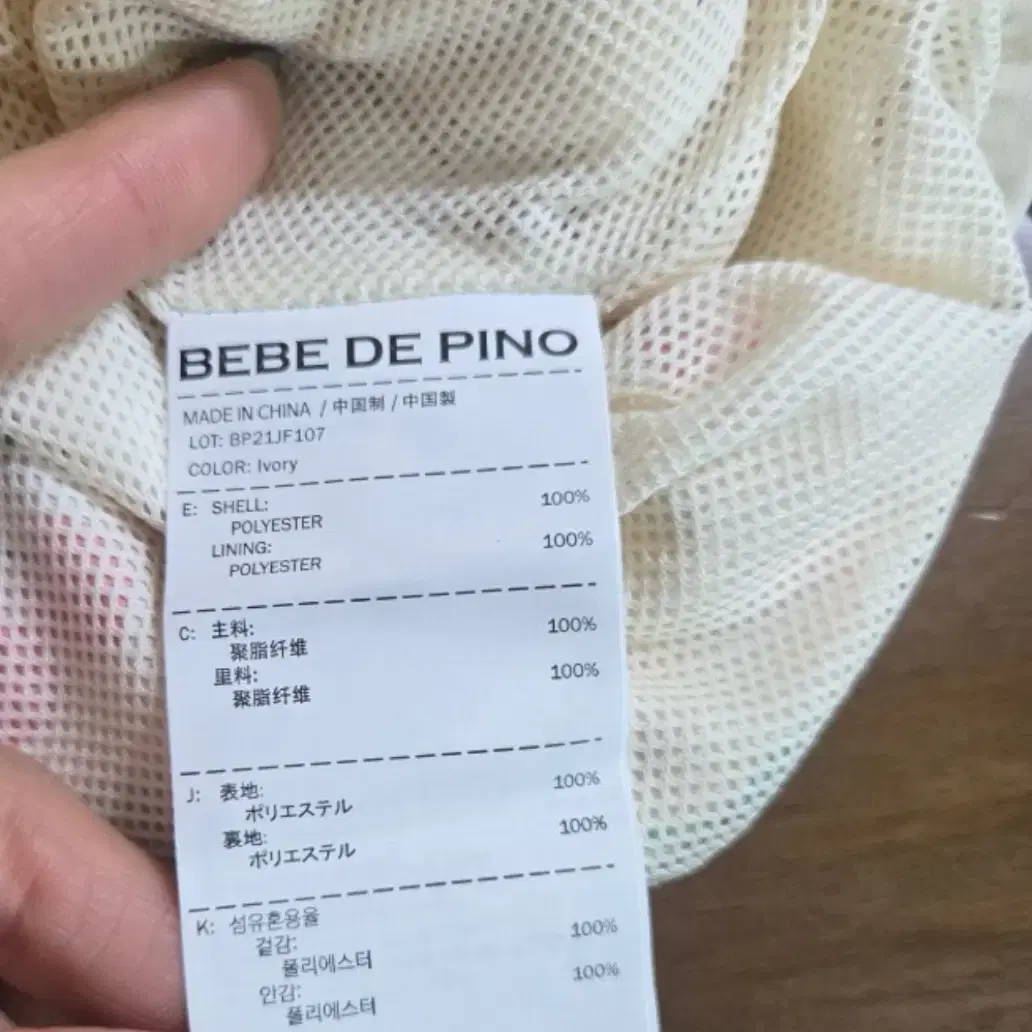 BEBE DE PINO
MADE IN CHINA / 中国制 / 中国製
LOT: BP21JF107
COLOR: Ivory
E: SHELL: 100%
POLYESTER
LINING: 100%
POLYESTER
C: 主料: 100%
聚脂纤维
里料: 100%
聚脂纤维
J: 表地: 100%
ポリエステル
裏地: 100%
ポリエステル
K: 섬유혼용율
겉감: 100%
폴리에스터
안감: 100%
폴리에스터